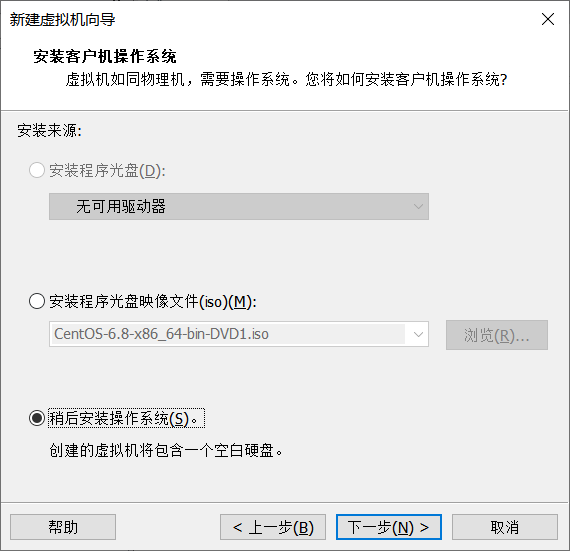 新建虚拟机向导
安装客户机操作系统
虚拟机如同物理机，需要操作系统。您将如何安装客户机操作系统?
安装来源:
安装程序光盘(D):
无可用驱动器
安装程序光盘映像文件(iso)(M):
CentOS-6.8-x86_64-bin-DVD1.iso
浏览(R)...
稍后安装操作系统(S)。
创建的虚拟机将包含一个空白硬盘。
帮助
< 上一步(B)
下一步(N) >
取消